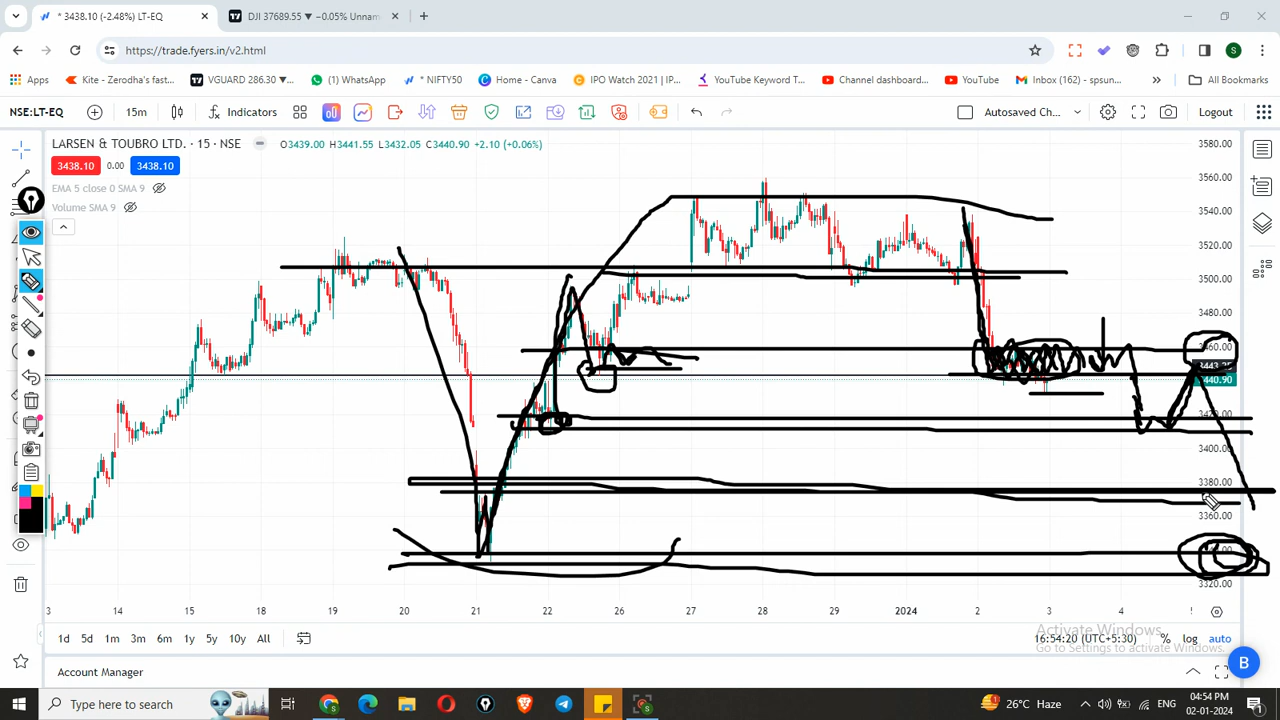 * 3438.10 (-2.48%) LT-EQ
DJI 37689.55 ▼ −0.05% Unnam
https://trade.fyers.in/v2.html
S
Apps
Kite - Zerodha's fast...
VGUARD 286.30 ▼...
(1) WhatsApp
* NIFTY50
Home - Canva
IPO Watch 2021 | IP...
YouTube Keyword T...
Channel dashboard...
YouTube
Inbox (162) - spsun...
All Bookmarks
NSE:LT-EQ
15m
Indicators
Autosaved Ch...
Logout
LARSEN & TOUBRO LTD. · 15 · NSE
O3439.00 H3441.55 L3432.05 C3440.90 +2.10 (+0.06%)
3438.10 0.00 3438.10
EMA 5 close 0 SMA 9
Volume SMA 9
3580.00
3560.00
3540.00
3520.00
3500.00
3480.00
3460.00
3440.90
3420.00
3400.00
3380.00
3360.00
3320.00
3 14 15 18 19 20 21 22 26 27 28 29 2024 2 3 4
1d 5d 1m 3m 6m 1y 5y 10y All
16:54:20 (UTC+5:30) % log auto
Activate Windows
Go to Settings to activate Windows.
Account Manager
B
Type here to search
26°C Haze
ENG
04:54 PM
02-01-2024